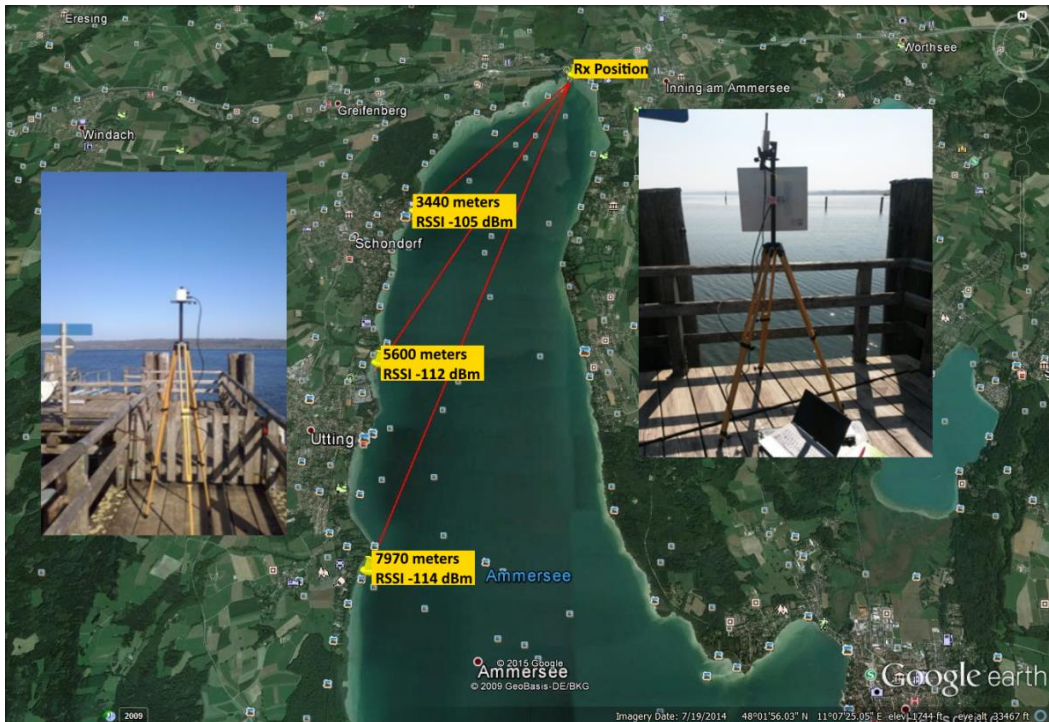 Eresing
Worthsee
Rx Position
Inning am Ammersee
Greifenberg
Windach
3440 meters
RSSI -105 dBm
Schondorf
5600 meters
RSSI -112 dBm
Utting
7970 meters
RSSI -114 dBm
Ammersee
© 2015 Google
Ammersee
© 2009 GeoBasis-DE/BKG
Google earth
2009
Imagery Date: 7/19/2014 48°01'56.03" N 11°07'25.05" E elev 1744 ft eye alt 33467 ft